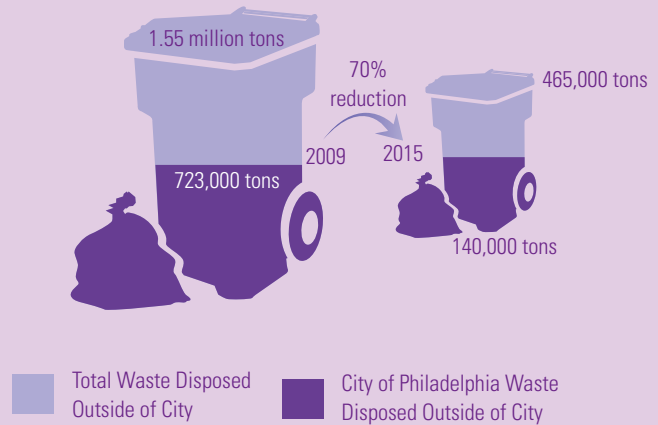 1.55 million tons
70%
reduction
465,000 tons
2009
2015
723,000 tons
140,000 tons
Total Waste Disposed
Outside of City
City of Philadelphia Waste
Disposed Outside of City